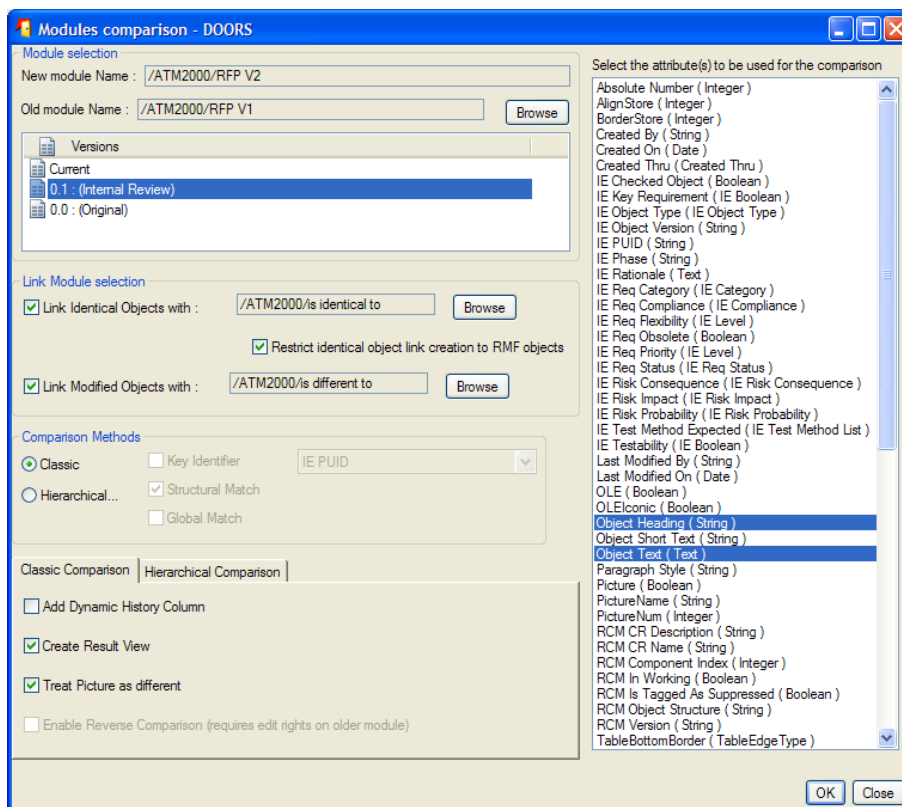 Modules comparison - DOORS
Module selection
New module Name : /ATM2000/RFP V2
Old module Name : /ATM2000/RFP V1 Browse
Versions
Current
0.1 : (Internal Review)
0.0 : (Original)
Link Module selection
Link Identical Objects with : /ATM2000/is identical to Browse
Restrict identical object link creation to RMF objects
Link Modified Objects with : /ATM2000/is different to Browse
Comparison Methods
Classic Key Identifier IE PUID
Hierarchical... Structural Match
Global Match
Classic Comparison Hierarchical Comparison
Add Dynamic History Column
Create Result View
Treat Picture as different
Enable Reverse Comparison (requires edit rights on older module)
Select the attribute(s) to be used for the comparison
Absolute Number ( Integer )
AlignStore ( Integer )
BorderStore ( Integer )
Created By ( String )
Created On ( Date )
Created Thru ( Created Thru )
IE Checked Object ( Boolean )
IE Key Requirement ( IE Boolean )
IE Object Type ( IE Object Type )
IE Object Version ( String )
IE PUID ( String )
IE Phase ( String )
IE Rationale ( Text )
IE Req Category ( IE Category )
IE Req Compliance ( IE Compliance )
IE Req Flexibility ( IE Level )
IE Req Obsolete ( Boolean )
IE Req Priority ( IE Level )
IE Req Status ( IE Req Status )
IE Risk Consequence ( IE Risk Consequence )
IE Risk Impact ( IE Risk Impact )
IE Risk Probability ( IE Risk Probability )
IE Test Method Expected ( IE Test Method List )
IE Testability ( IE Boolean )
Last Modified By ( String )
Last Modified On ( Date )
OLE ( Boolean )
OLEIconic ( Boolean )
Object Heading ( String )
Object Short Text ( String )
Object Text ( Text )
Paragraph Style ( String )
Picture ( Boolean )
PictureName ( String )
PictureNum ( Integer )
RCM CR Description ( String )
RCM CR Name ( String )
RCM Component Index ( Integer )
RCM In Working ( Boolean )
RCM Is Tagged As Suppressed ( Boolean )
RCM Object Structure ( String )
RCM Version ( String )
TableBottomBorder ( TableEdgeType )
OK Close